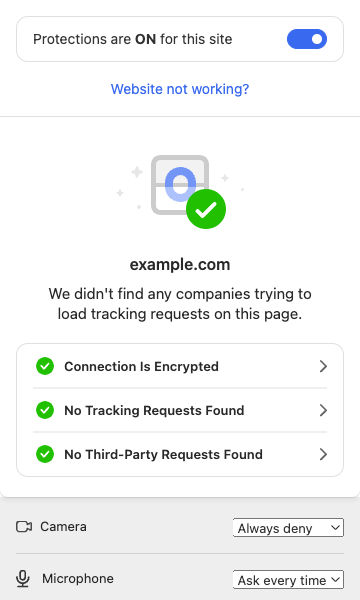 Protections are ON for this site
Website not working?
example.com
We didn't find any companies trying to
load tracking requests on this page.
Connection Is Encrypted
No Tracking Requests Found
No Third-Party Requests Found
Camera
Always deny
Microphone
Ask every time